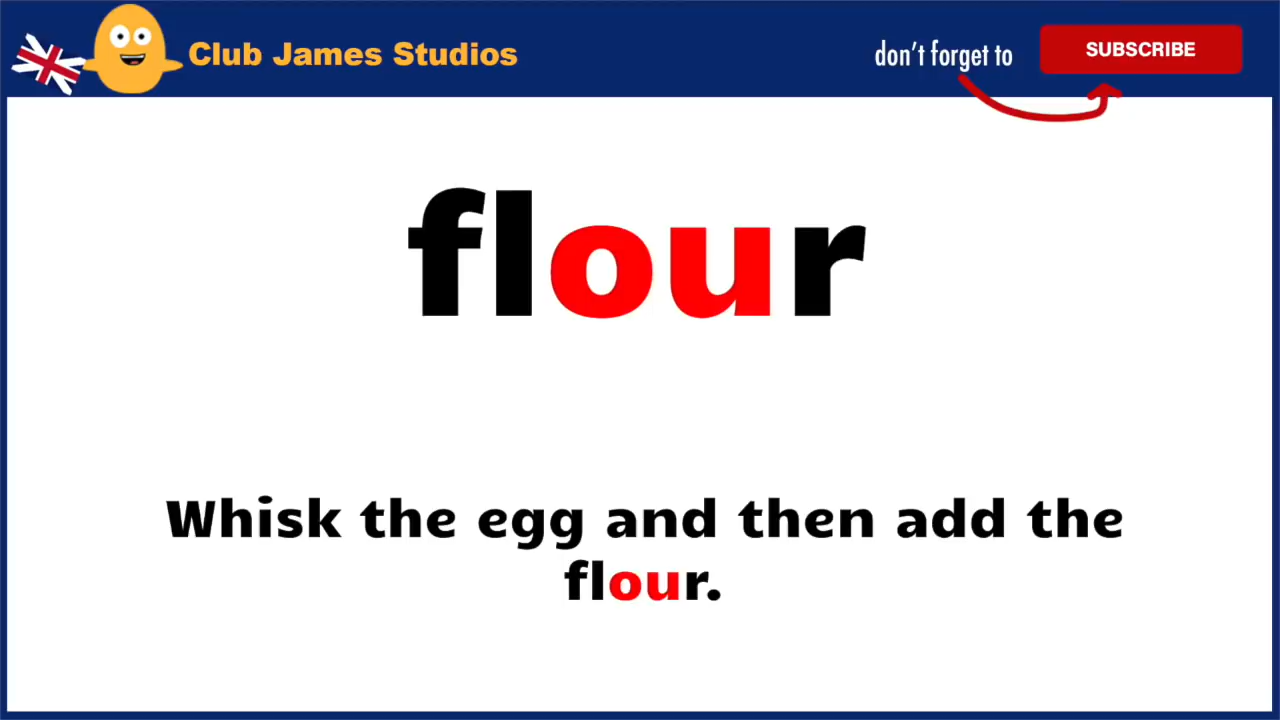 Club James Studios
don't forget to
SUBSCRIBE
flour
Whisk the egg and then add the
flour.